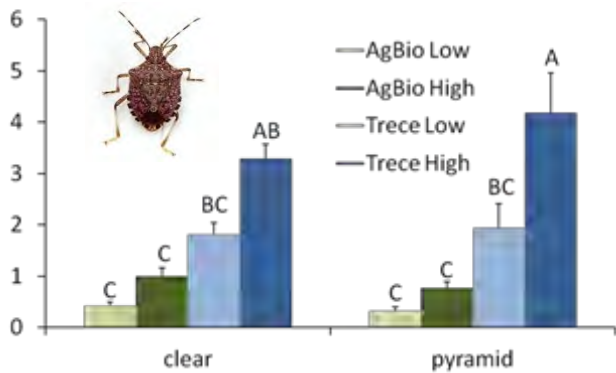 6
5
4
3
2
1
0
AgBio Low
AgBio High
Trece Low
Trece High
C
C
BC
AB
C
C
BC
A
clear
pyramid